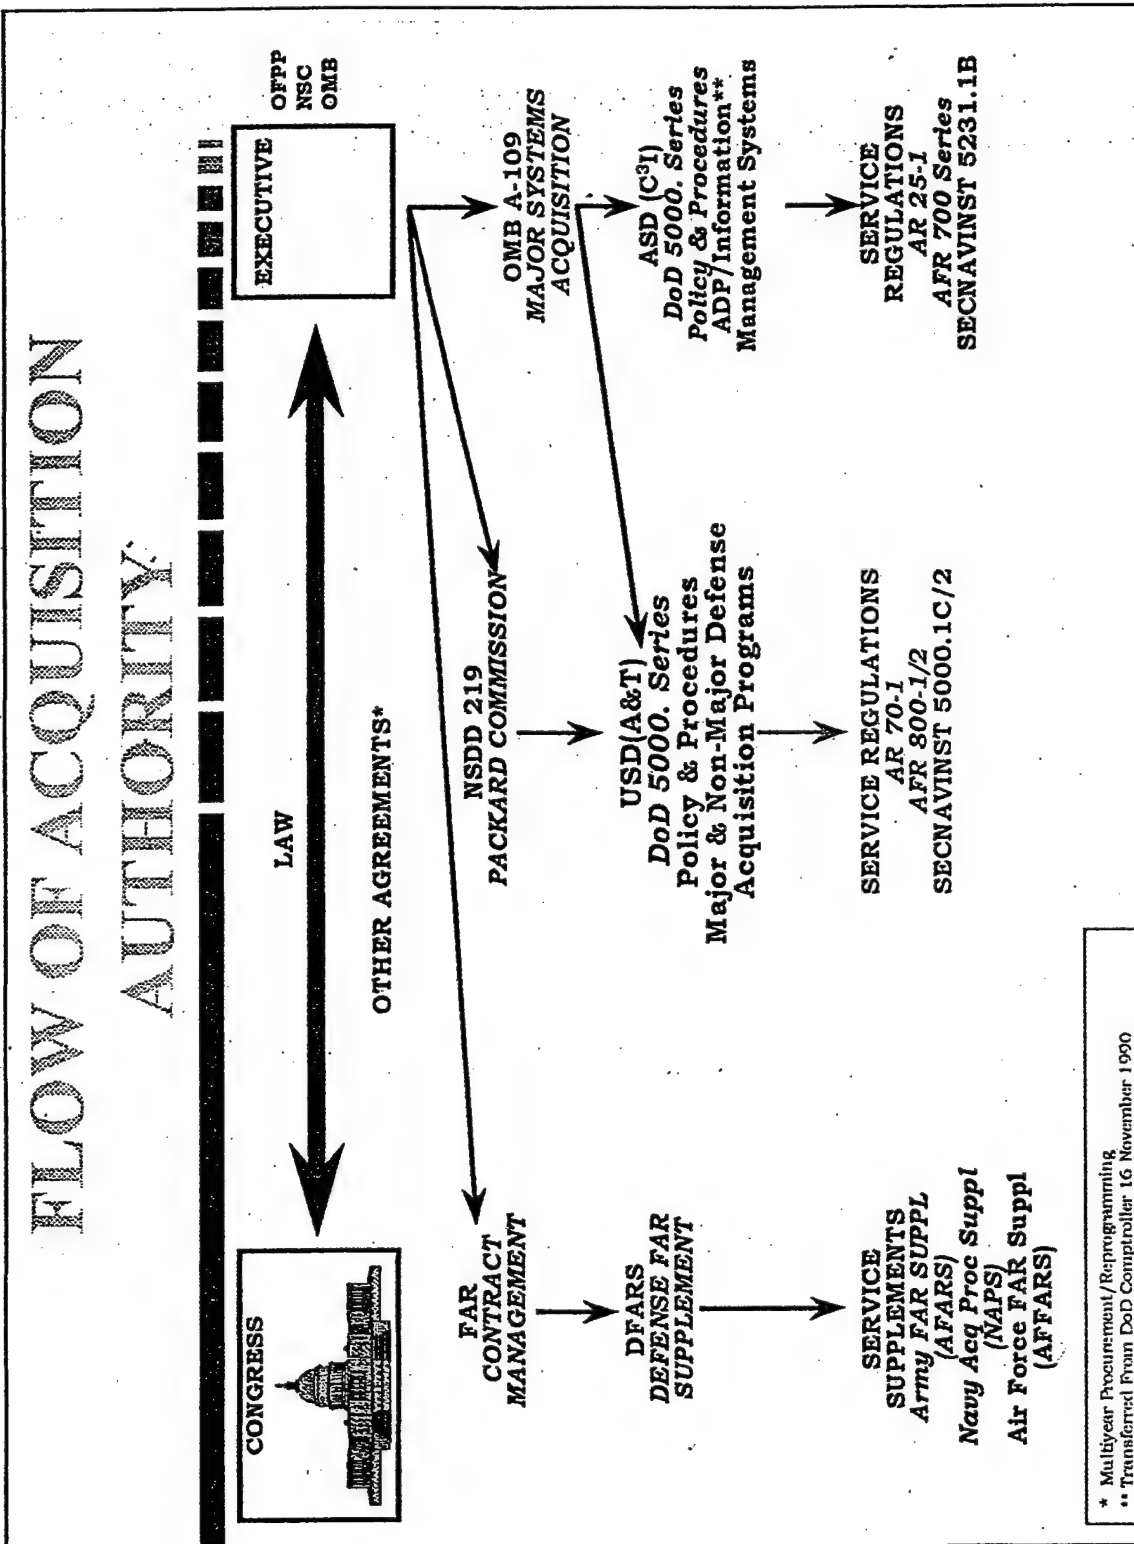 FLOW OF ACQUISITION
AUTHORITY
CONGRESS
LAW
OTHER AGREEMENTS*
EXECUTIVE
OFPP
NSC
OMB
FAR
CONTRACT
MANAGEMENT
NSDD 219
PACKARD COMMISSION
OMB A-109
MAJOR SYSTEMS
ACQUISITION
DFARS
DEFENSE FAR
SUPPLEMENT
USD(A&T)
DoD 5000. Series
Policy & Procedures
Major & Non-Major Defense
Acquisition Programs
ASD (C³I)
DoD 5000. Series
Policy & Procedures
ADP/Information**
Management Systems
SERVICE
SUPPLEMENTS
Army FAR SUPPL
(AFARS)
Navy Acq Proc Suppl
(NAPS)
Air Force FAR Suppl
(AFFARS)
SERVICE REGULATIONS
AR 70-1
AFR 800-1/2
SECNAVINST 5000.1C/2
SERVICE
REGULATIONS
AR 25-1
AFR 700 Series
SECNAVINST 5231.1B
* Multiyear Procurement/Reprogramming
** Transferred From DoD Comptroller 16 November 1990